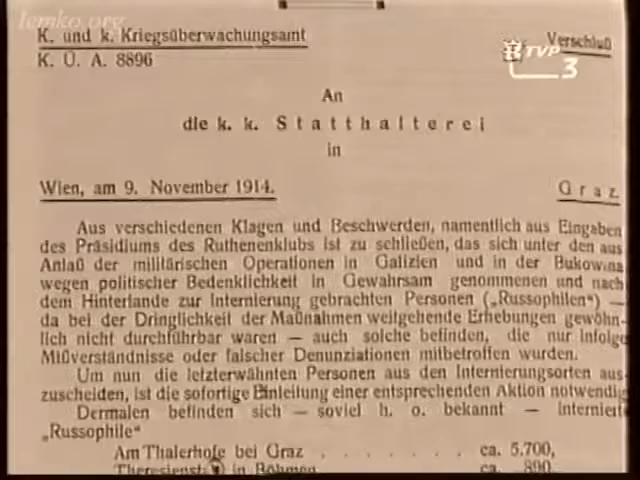 lemko.org
K. und k. Kriegsüberwachungsamt
Verschluß
K. Ü. A. 8896
TVP 3
An
die k. k. Statthalterei
in
Wien, am 9. November 1914.
Graz
Aus verschiedenen Klagen und Beschwerden, namentlich aus Eingaben
des Präsidiums des Ruthenenklubs ist zu schließen, das sich unter den aus
Anlaß der militärischen Operationen in Galizien und in der Bukowina
wegen politischer Bedenklichkeit in Gewahrsam genommenen und nach
dem Hinterlande zur Internierung gebrachten Personen („Russophilen“) —
da bei der Dringlichkeit der Maßnahmen weitgehende Erhebungen gewöhn-
lich nicht durchführbar waren — auch solche befinden, die nur infolge
Mißverständnisse oder falscher Denunziationen mitbetroffen wurden.
Um nun die letzterwähnten Personen aus den Internierungsorten aus-
zuscheiden, ist die sofortige Einleitung einer entsprechenden Aktion notwendig
Dermalen befinden sich — soviel h. o. bekannt — interniert
„Russophile“
Am Thalerhofe bei Graz . . . . . . . ca. 5.700,
Theresienst in Böhmen ca. 890